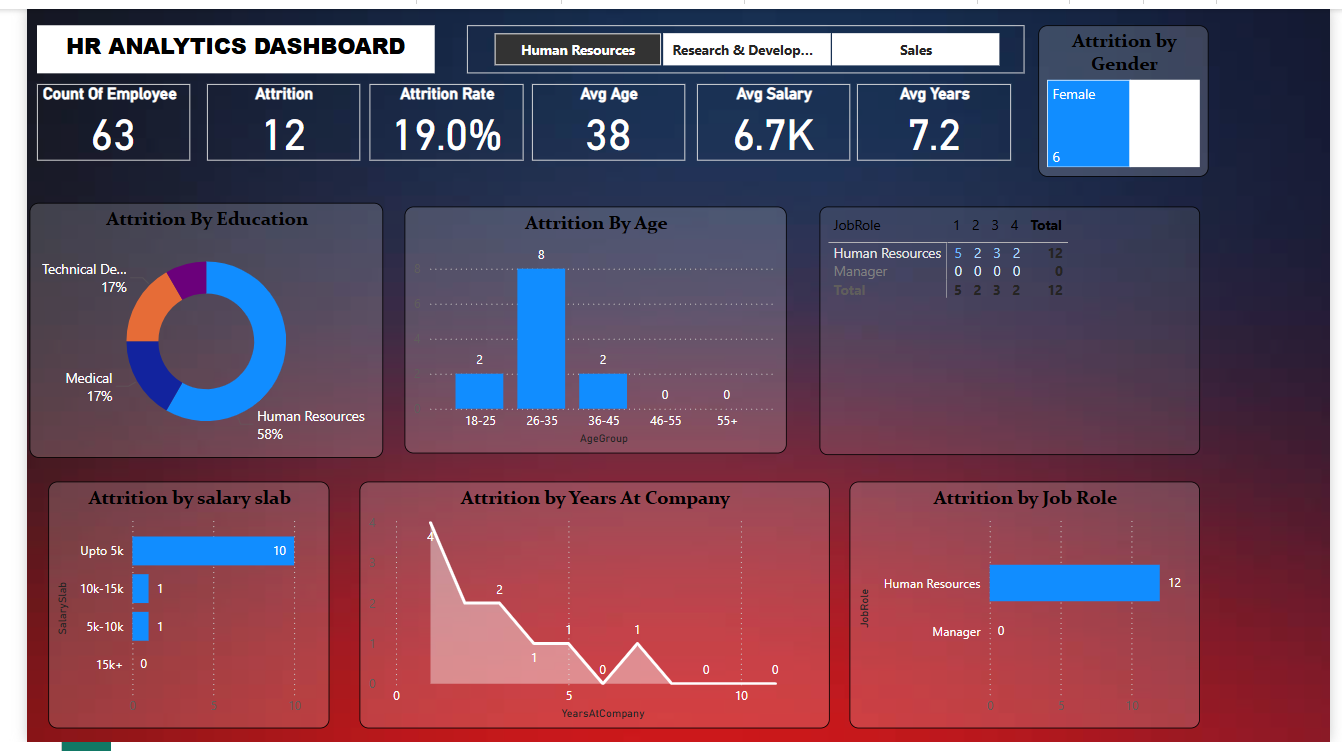 HR ANALYTICS DASHBOARD
Human Resources
Research & Develop...
Sales
Attrition by
Gender
Female
6
Count Of Employee
63
Attrition
12
Attrition Rate
19.0%
Avg Age
38
Avg Salary
6.7K
Avg Years
7.2
Attrition By Education
Technical De...
17%
Medical
17%
Human Resources
58%
Attrition By Age
8
6
4
8
2
2
0
0
18-25
26-35
36-45
46-55
55+
AgeGroup
JobRole 1 2 3 4 Total
Human Resources 5 2 3 2 12
Manager 0 0 0 0 0
Total 5 2 3 2 12
Attrition by salary slab
SalarySlab
Upto 5k 10
10k-15k 1
5k-10k 1
15k+ 0
0 5 10
Attrition by Years At Company
4
2
1
1
0
1
0
0
0
0 5 10
YearsAtCompany
Attrition by Job Role
JobRole
Human Resources 12
Manager 0
0 5 10